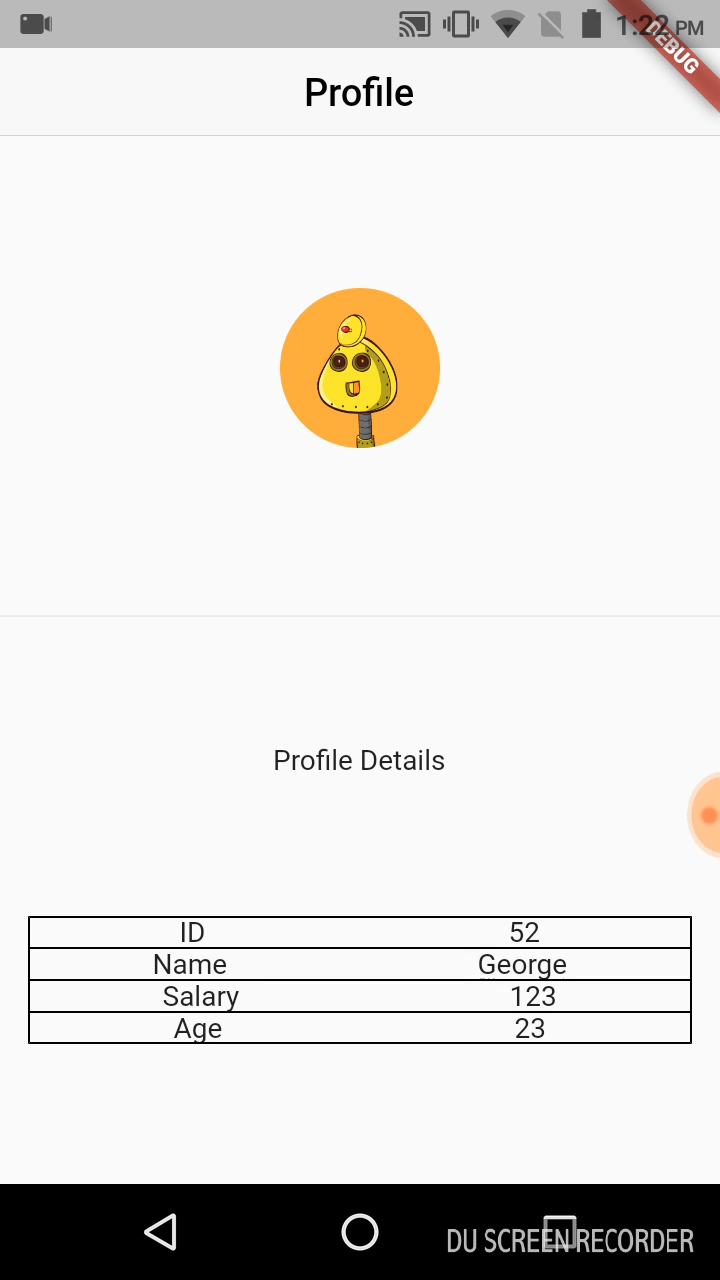 1:22 PM
DEBUG
Profile
Profile Details
ID 52
Name George
Salary 123
Age 23
DU SCREEN RECORDER